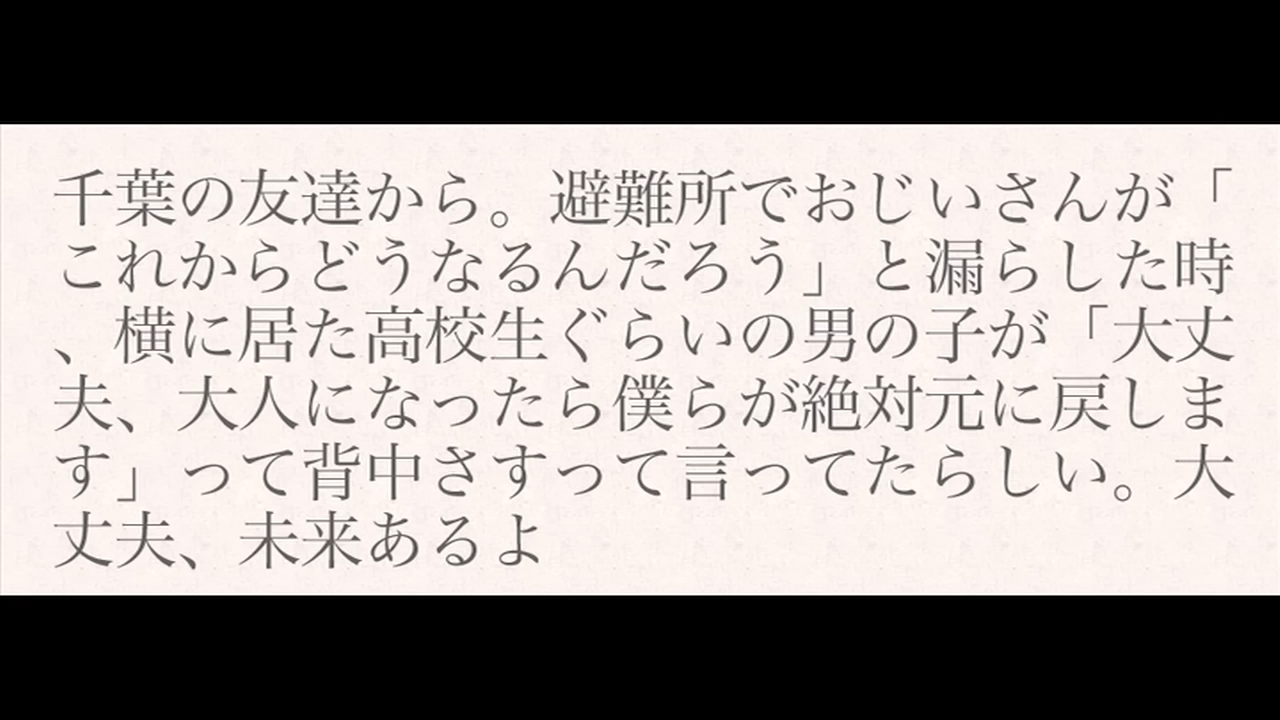 千葉の友達から。避難所でおじいさんが「
これからどうなるんだろう」と漏らした時
、横に居た高校生ぐらいの男の子が「大丈
夫、大人になったら僕らが絶対元に戻しま
す」って背中さすって言ってたらしい。大
丈夫、未来あるよ